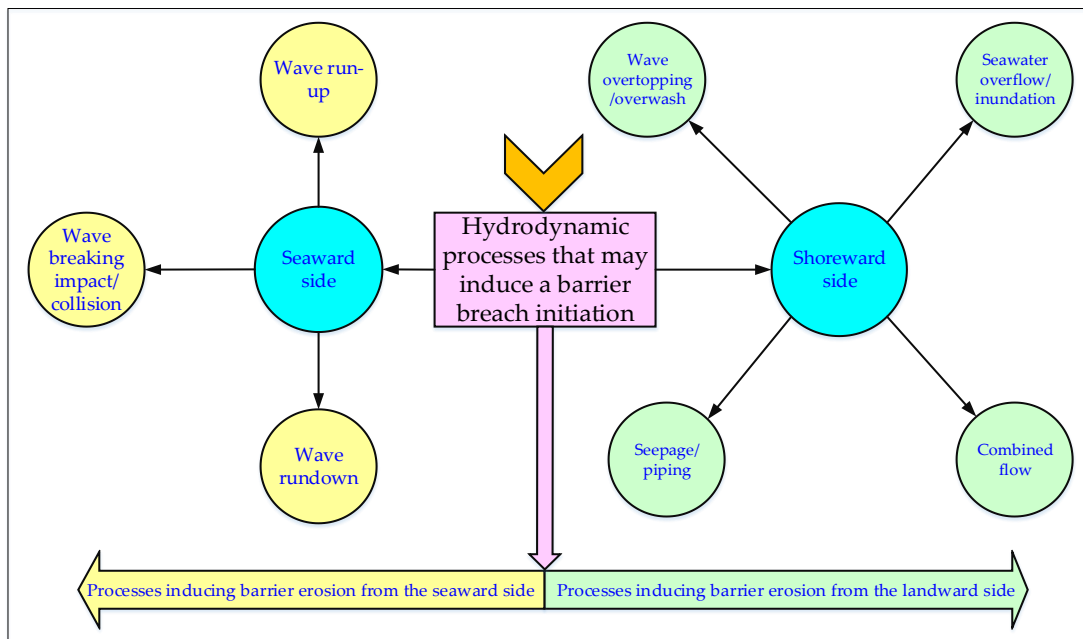 Wave run-
up
Wave
overtopping
/overwash
Seawater
overflow/
inundation
Wave
breaking
impact/
collision
Seaward
side
Hydrodynamic
processes that may
induce a barrier
breach initiation
Shoreward
side
Wave
rundown
Seepage/
piping
Combined
flow
Processes inducing barrier erosion from the seaward side
Processes inducing barrier erosion from the landward side